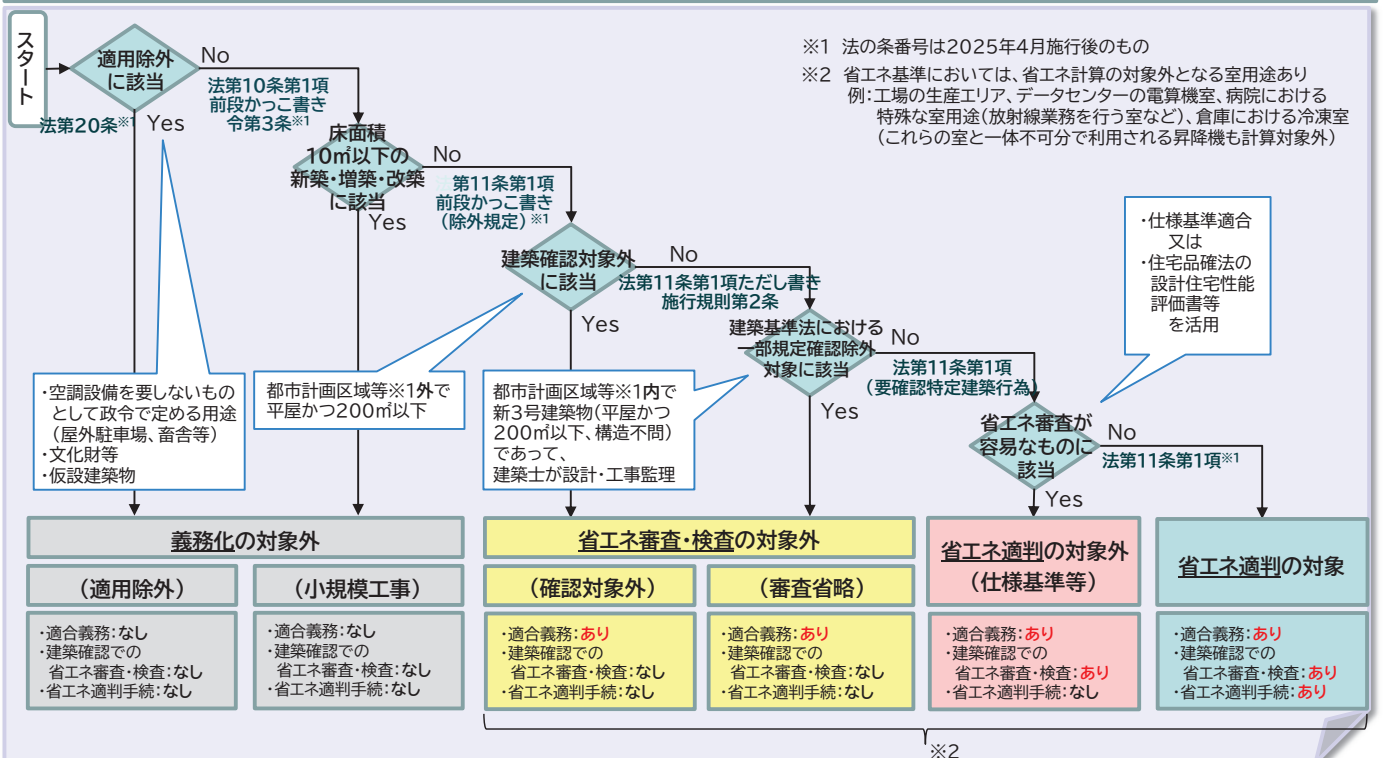 スタート
適用除外
に該当
No
Yes
法第20条※1
法第10条第1項
前段かっこ書き
令第3条※1
床面積
10㎡以下の
新築・増築・改築
に該当
No
Yes
法第11条第1項
前段かっこ書き
(除外規定)※1
建築確認対象外
に該当
No
Yes
法第11条第1項ただし書き
施行規則第2条
建築基準法における
一部規定確認除外
対象に該当
No
Yes
法第11条第1項
(要確認特定建築行為)
省エネ審査が
容易なものに
該当
No
Yes
法第11条第1項※1
※1 法の条番号は2025年4月施行後のもの
※2 省エネ基準においては、省エネ計算の対象外となる室用途あり
例:工場の生産エリア、データセンターの電算機室、病院における
特殊な室用途(放射線業務を行う室など)、倉庫における冷凍室
(これらの室と一体不可分で利用される昇降機も計算対象外)
・仕様基準適合
又は
・住宅品確法の
設計住宅性能
評価書等
を活用
・空調設備を要しないもの
として政令で定める用途
(屋外駐車場、畜舎等)
・文化財等
・仮設建築物
都市計画区域等※1外で
平屋かつ200㎡以下
都市計画区域等※1内で
新3号建築物(平屋かつ
200㎡以下、構造不問)
であって、
建築士が設計・工事監理
義務化の対象外
(適用除外)
・適合義務:なし
・建築確認での
省エネ審査・検査:なし
・省エネ適判手続:なし
(小規模工事)
・適合義務:なし
・建築確認での
省エネ審査・検査:なし
・省エネ適判手続:なし
省エネ審査・検査の対象外
(確認対象外)
・適合義務:あり
・建築確認での
省エネ審査・検査:なし
・省エネ適判手続:なし
(審査省略)
・適合義務:あり
・建築確認での
省エネ審査・検査:なし
・省エネ適判手続:なし
省エネ適判の対象外
(仕様基準等)
・適合義務:あり
・建築確認での
省エネ審査・検査:あり
・省エネ適判手続:なし
省エネ適判の対象
・適合義務:あり
・建築確認での
省エネ審査・検査:あり
・省エネ適判手続:あり
※2